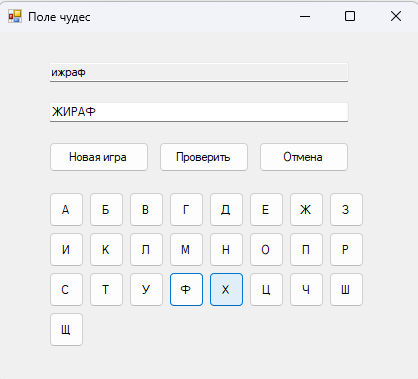 Поле чудес
ижраф
ЖИРАФ
Новая игра Проверить Отмена
А Б В Г Д Е Ж З
И К Л М Н О П Р
С Т У Ф Х Ц Ч Ш
Щ